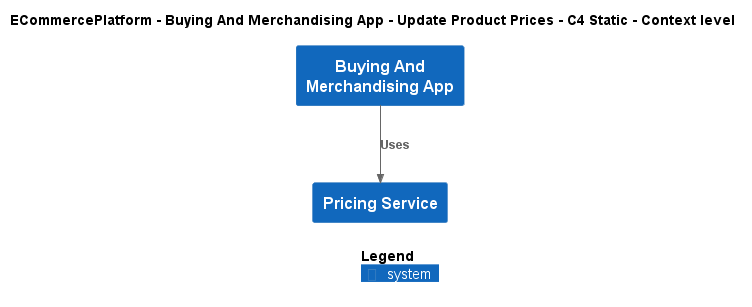 ECommercePlatform - Buying And Merchandising App - Update Product Prices - C4 Static - Context level
Buying And
Merchandising App
Uses
Pricing Service
Legend
system